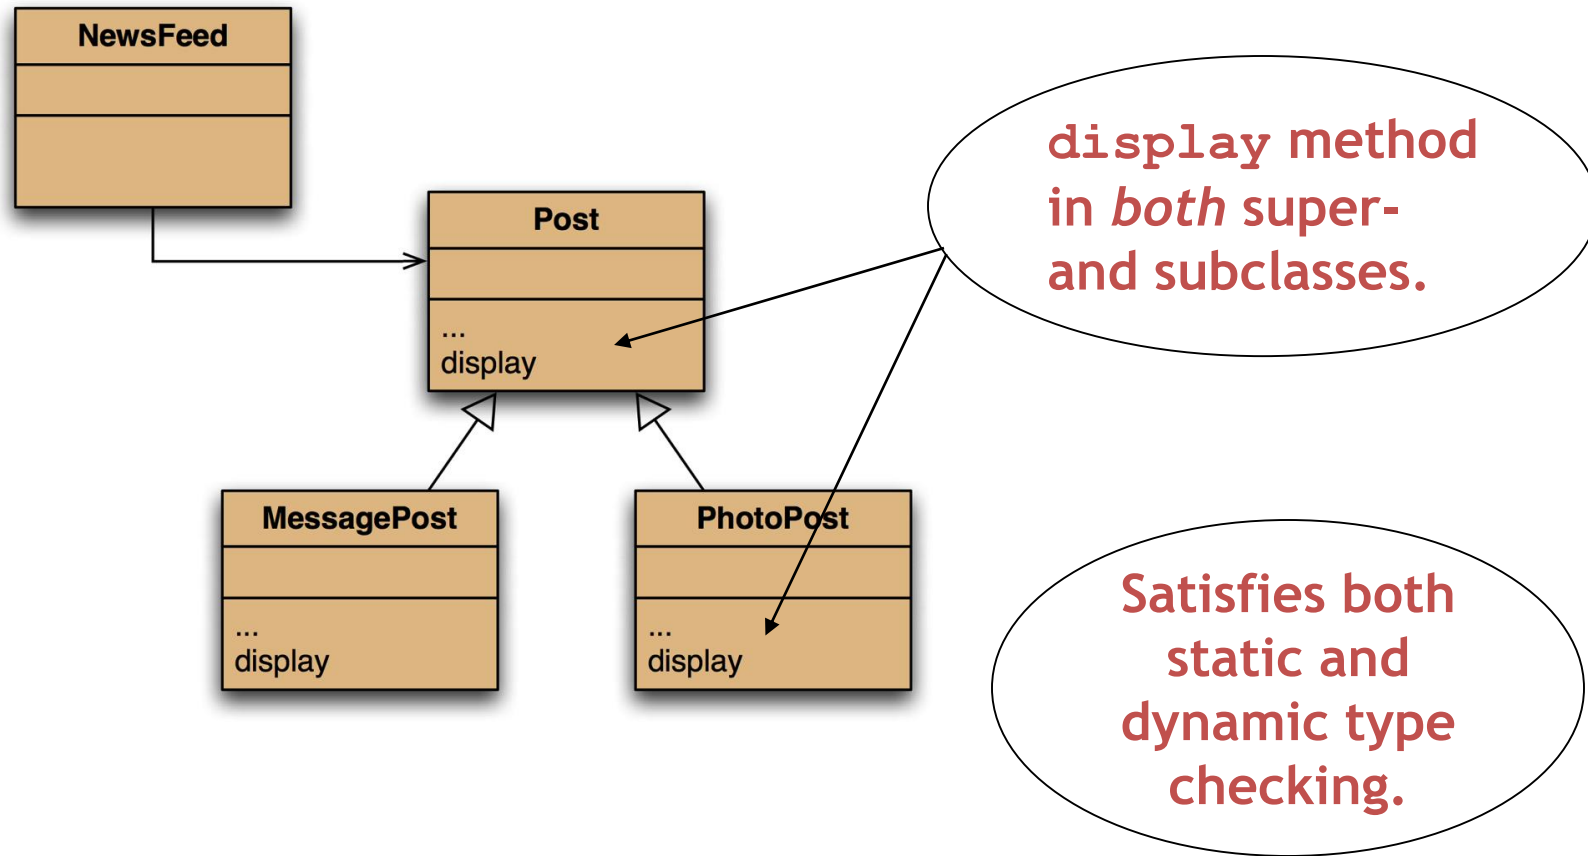 NewsFeed
Post
...
display
MessagePost
...
display
PhotoPost
...
display
display method
in both super-
and subclasses.
Satisfies both
static and
dynamic type
checking.